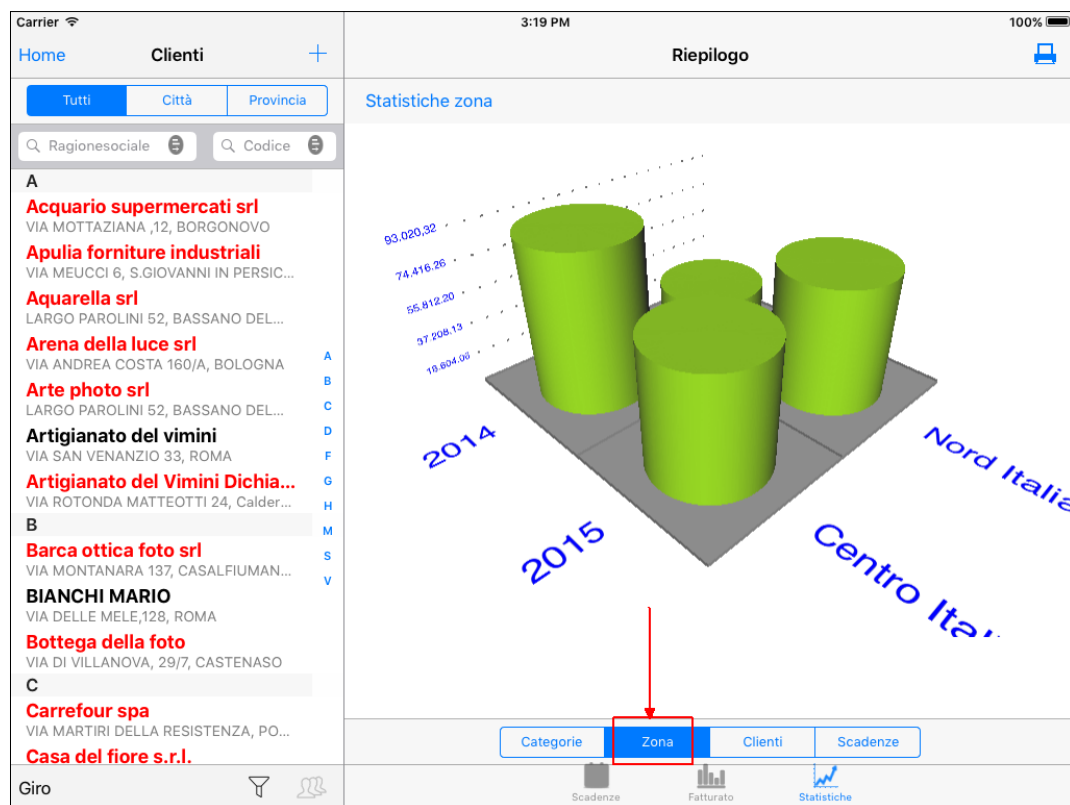 Carrier 3:19 PM 100%
Home Clienti + Riepilogo
Tutti Città Provincia
Statistiche zona
Ragionesociale Codice
A
Acquario supermercati srl
VIA MOTTAZIANA ,12, BORGONOVO
Apulia forniture industriali
VIA MEUCCI 6, S.GIOVANNI IN PERSIC...
Aquarella srl
LARGO PAROLINI 52, BASSANO DEL...
Arena della luce srl
VIA ANDREA COSTA 160/A, BOLOGNA
Arte photo srl
LARGO PAROLINI 52, BASSANO DEL...
Artigianato del vimini
VIA SAN VENANZIO 33, ROMA
Artigianato del Vimini Dichia...
VIA ROTONDA MATTEOTTI 24, Calder...
B
Barca ottica foto srl
VIA MONTANARA 137, CASALFIUMAN...
BIANCHI MARIO
VIA DELLE MELE,128, ROMA
Bottega della foto
VIA DI VILLANOVA, 29/7, CASTENASO
C
Carrefour spa
VIA MARTIRI DELLA RESISTENZA, PO...
Casa del fiore s.r.l.
A
B
C
D
F
G
H
M
S
V
Giro
93.020,32
74.416.26
55.812.20
37.208.13
18.604.06
2014
2015
Nord Italia
Centro Ital
Categorie Zona Clienti Scadenze
Scadenze Fatturato Statistiche